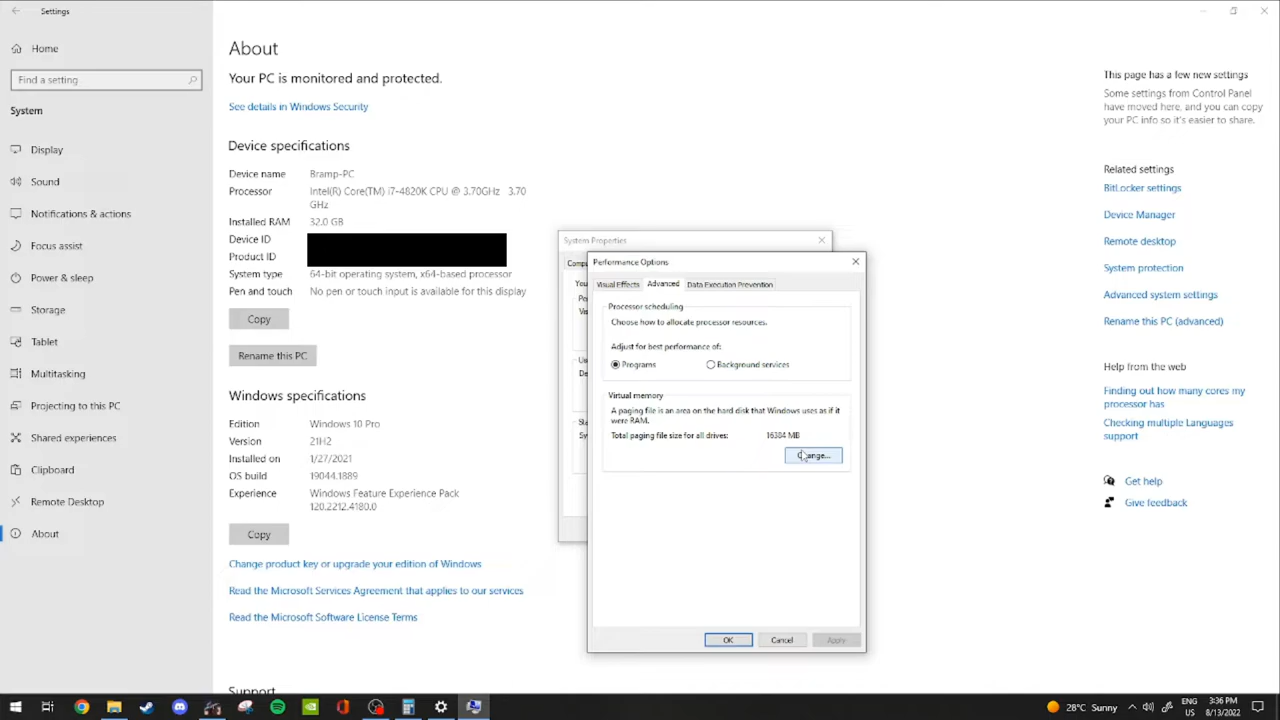 Settings
Home
Find a setting
System
Display
Sound
Notifications & actions
Focus assist
Power & sleep
Storage
Tablet
Multitasking
Projecting to this PC
Shared experiences
Clipboard
Remote Desktop
About
About
Your PC is monitored and protected.
See details in Windows Security
Device specifications
Device name Bramp-PC
Processor Intel(R) Core(TM) i7-4820K CPU @ 3.70GHz 3.70
GHz
Installed RAM 32.0 GB
Device ID
Product ID
System type 64-bit operating system, x64-based processor
Pen and touch No pen or touch input is available for this display
Copy
Rename this PC
Windows specifications
Edition Windows 10 Pro
Version 21H2
Installed on 1/27/2021
OS build 19044.1889
Experience Windows Feature Experience Pack
120.2212.4180.0
Copy
Change product key or upgrade your edition of Windows
Read the Microsoft Services Agreement that applies to our services
Read the Microsoft Software License Terms
Support
System Properties
Compu
You
Pe
Vi
Us
De
Sta
Sy
Performance Options
Visual Effects Advanced Data Execution Prevention
Processor scheduling
Choose how to allocate processor resources.
Adjust for best performance of:
Programs Background services
Virtual memory
A paging file is an area on the hard disk that Windows uses as if it
were RAM.
Total paging file size for all drives: 16384 MB
Change...
OK Cancel Apply
This page has a few new settings
Some settings from Control Panel
have moved here, and you can copy
your PC info so it's easier to share.
Related settings
BitLocker settings
Device Manager
Remote desktop
System protection
Advanced system settings
Rename this PC (advanced)
Help from the web
Finding out how many cores my
processor has
Checking multiple Languages
support
Get help
Give feedback
28°C Sunny
ENG
US
3:36 PM
8/13/2022